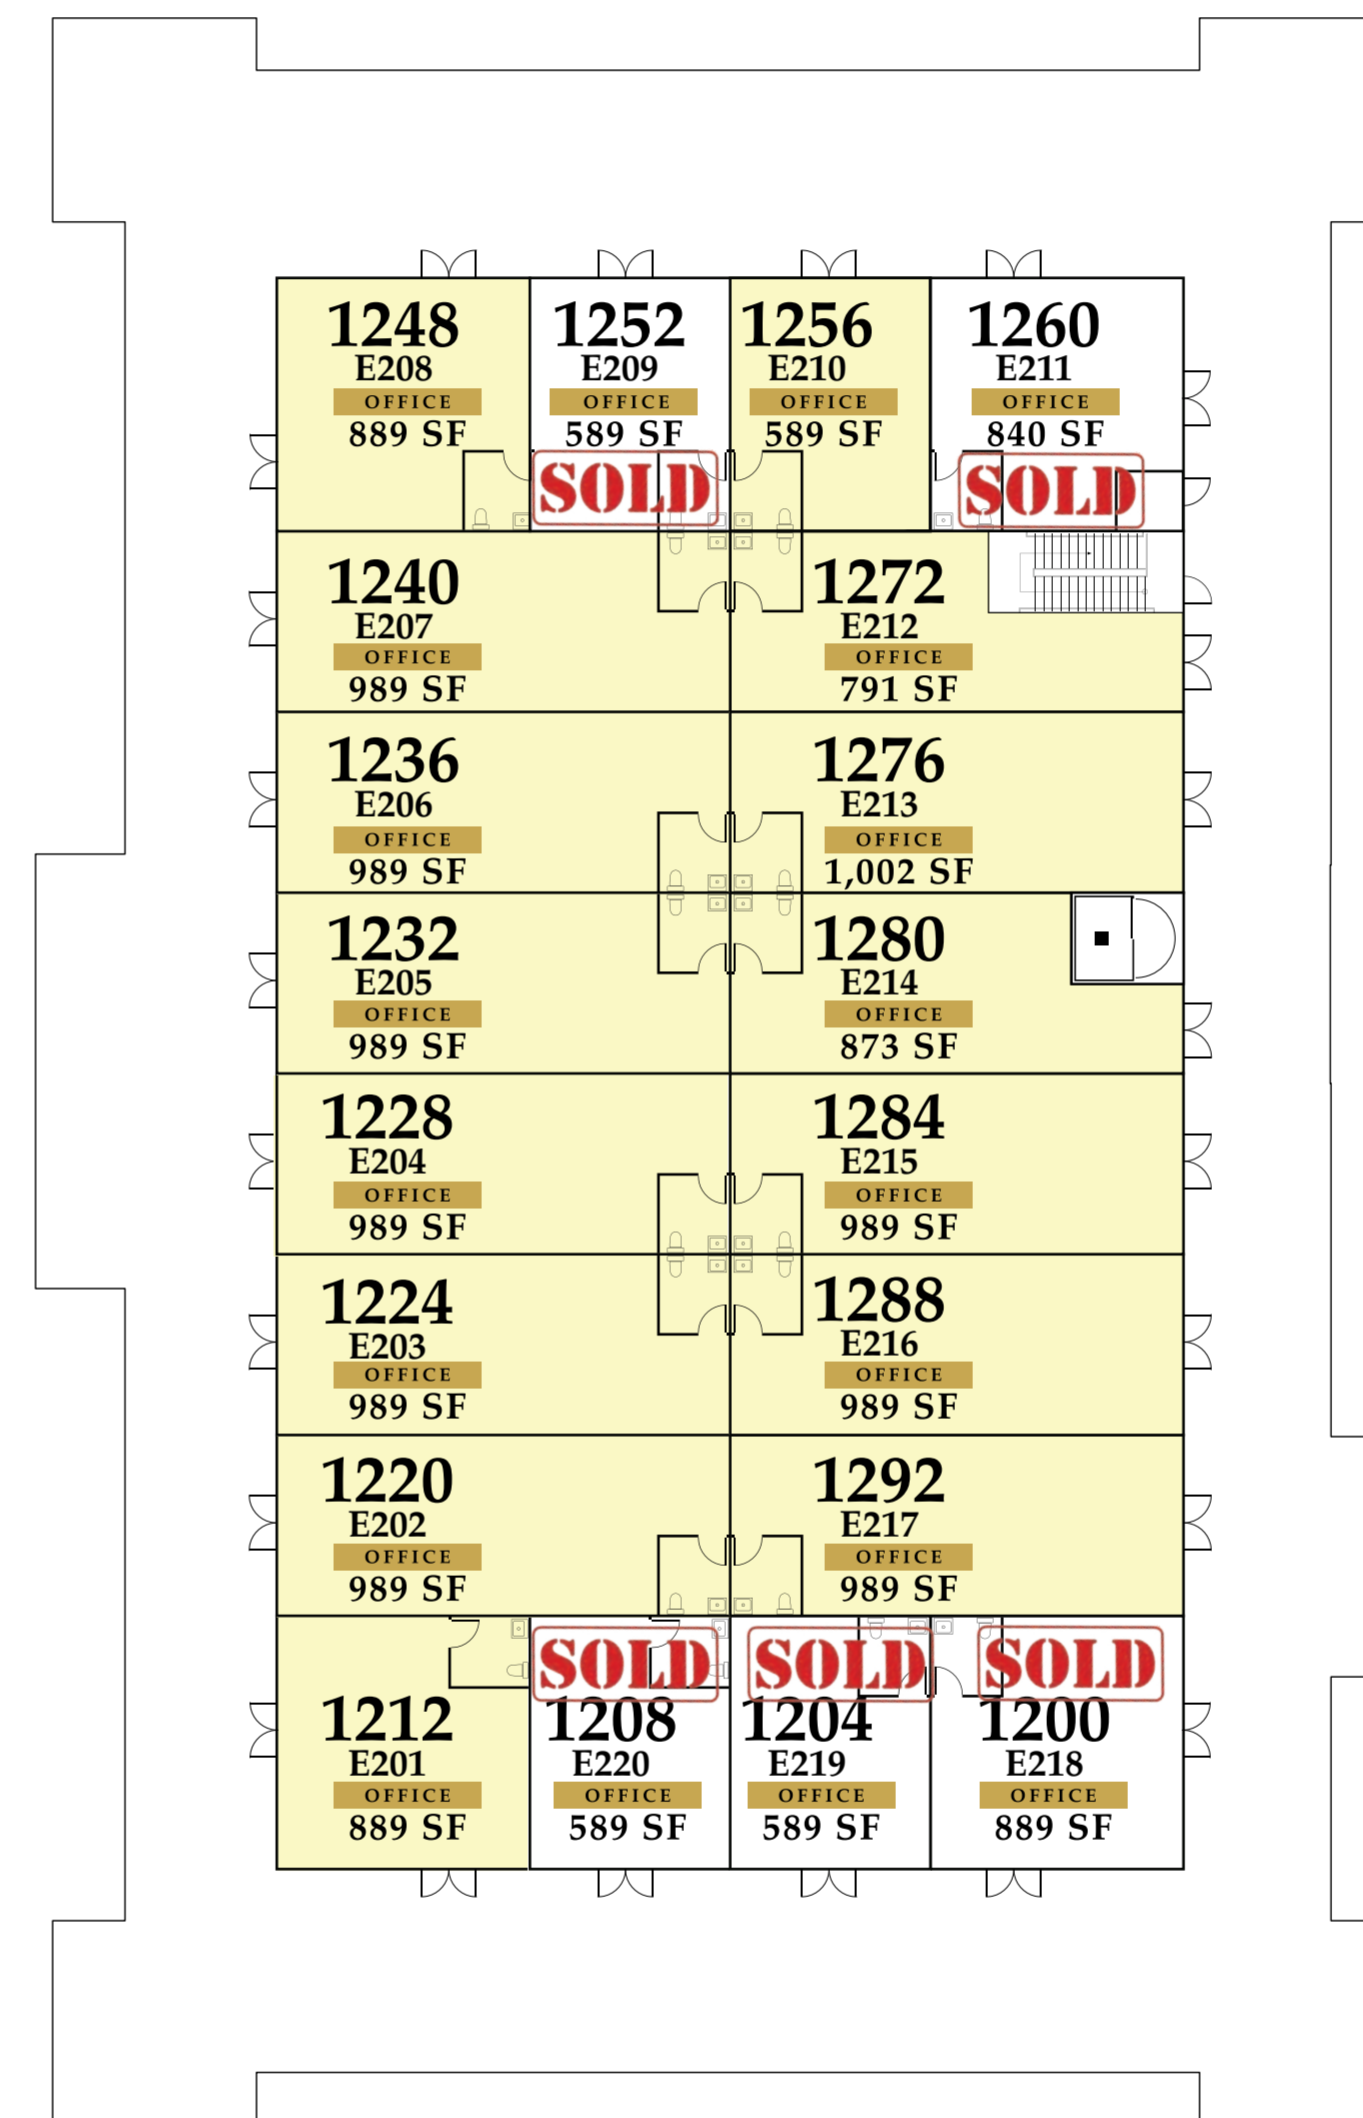 1248
E208
OFFICE
889 SF
1252
E209
OFFICE
589 SF
SOLD
1256
E210
OFFICE
589 SF
1260
E211
OFFICE
840 SF
SOLD
1240
E207
OFFICE
989 SF
1272
E212
OFFICE
791 SF
1236
E206
OFFICE
989 SF
1276
E213
OFFICE
1,002 SF
1232
E205
OFFICE
989 SF
1280
E214
OFFICE
873 SF
1228
E204
OFFICE
989 SF
1284
E215
OFFICE
989 SF
1224
E203
OFFICE
989 SF
1288
E216
OFFICE
989 SF
1220
E202
OFFICE
989 SF
1292
E217
OFFICE
989 SF
1212
E201
OFFICE
889 SF
SOLD
1208
E220
OFFICE
589 SF
SOLD
1204
E219
OFFICE
589 SF
SOLD
1200
E218
OFFICE
889 SF